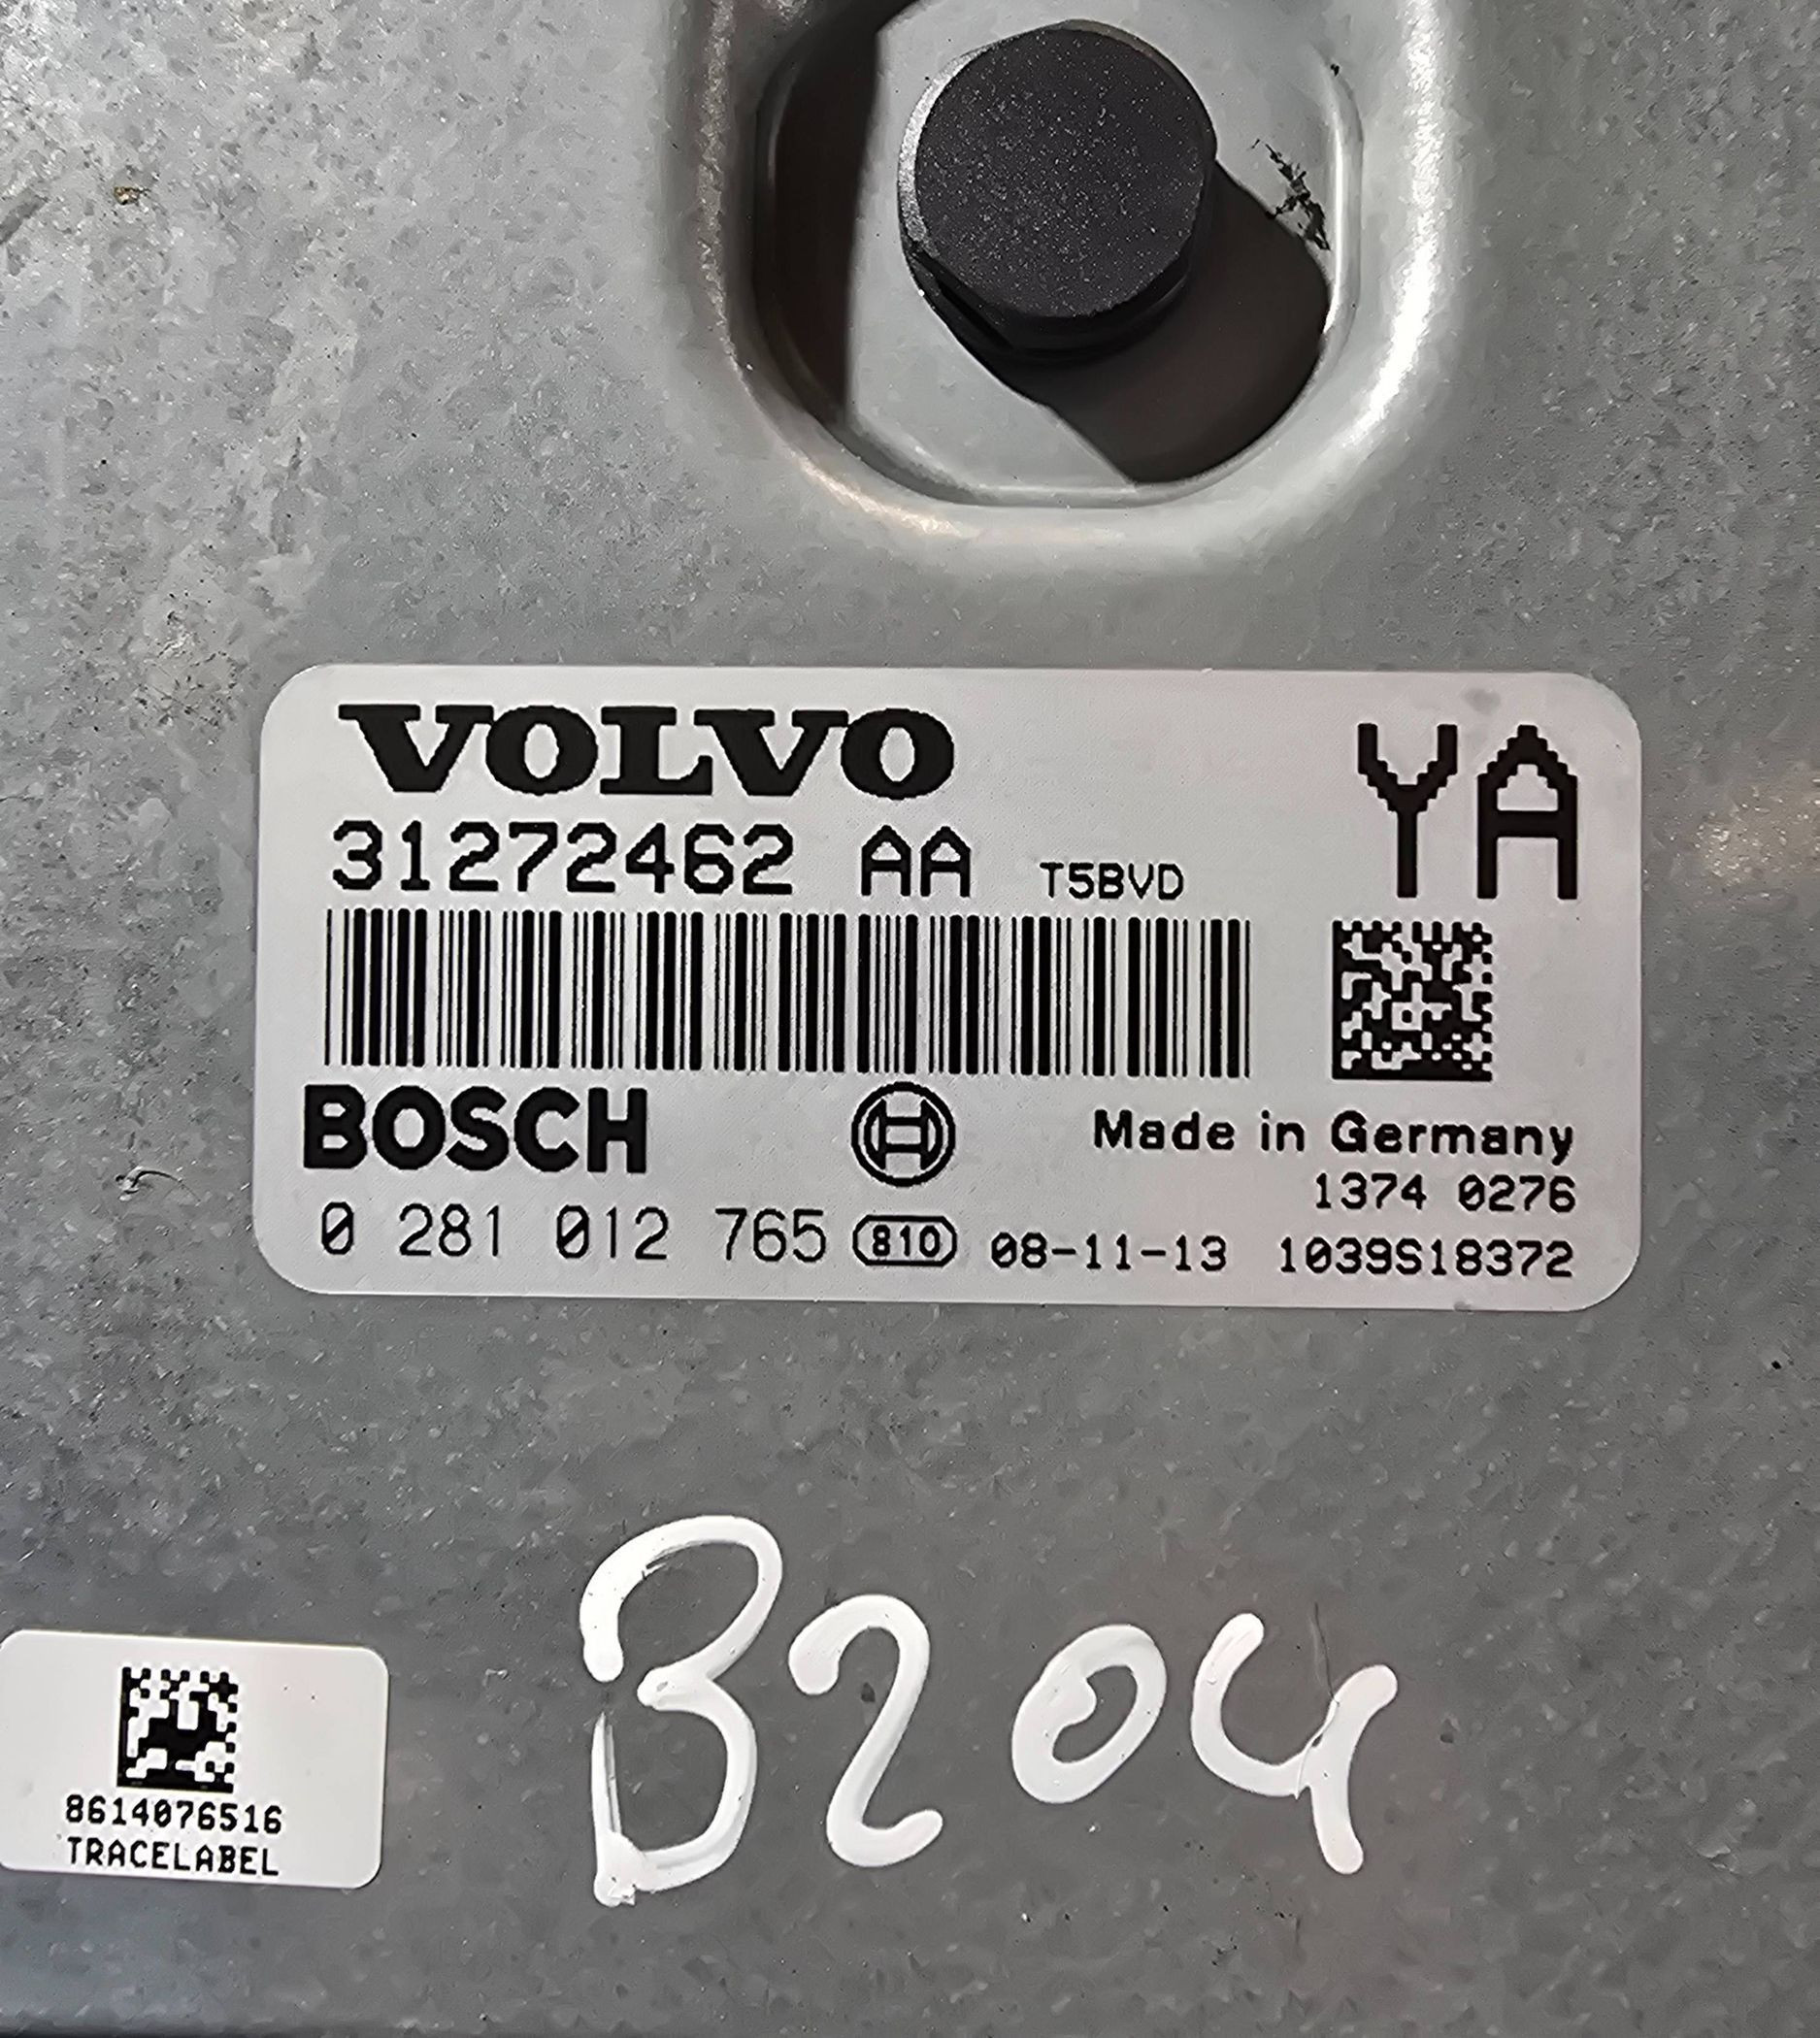 VOLVO YA
31272462 AA T5BVD
BOSCH Made in Germany
1374 0276
0 281 012 765 810 08-11-13 1039S18372
B204
8614076516
TRACELABEL